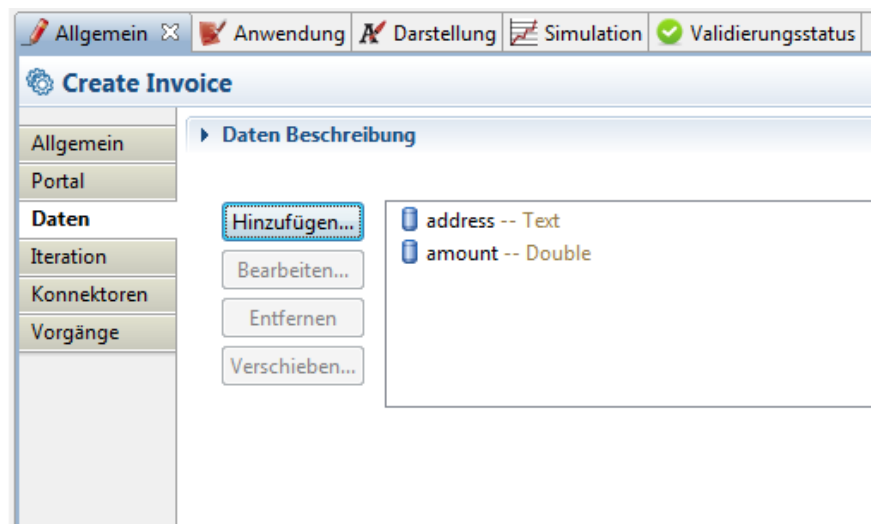 Allgemein
Anwendung
Darstellung
Simulation
Validierungsstatus
Create Invoice
Allgemein
Portal
Daten
Iteration
Konnektoren
Vorgänge
Daten Beschreibung
Hinzufügen...
Bearbeiten...
Entfernen
Verschieben...
address -- Text
amount -- Double